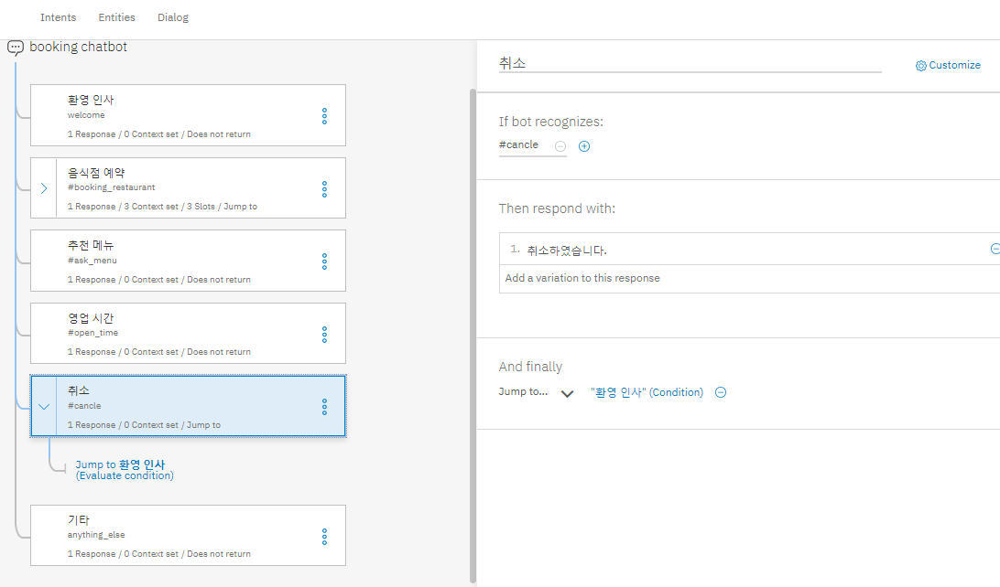 Intents Entities Dialog
booking chatbot
환영 인사
welcome
1 Response / 0 Context set / Does not return
음식점 예약
#booking_restaurant
1 Response / 3 Context set / 3 Slots / Jump to
추천 메뉴
#ask_menu
1 Response / 0 Context set / Does not return
영업 시간
#open_time
1 Response / 0 Context set / Does not return
취소
#cancle
1 Response / 0 Context set / Jump to
Jump to 환영 인사
(Evaluate condition)
기타
anything_else
1 Response / 0 Context set / Does not return
취소
Customize
If bot recognizes:
#cancle
Then respond with:
1. 취소하였습니다.
Add a variation to this response
And finally
Jump to... "환영 인사" (Condition)